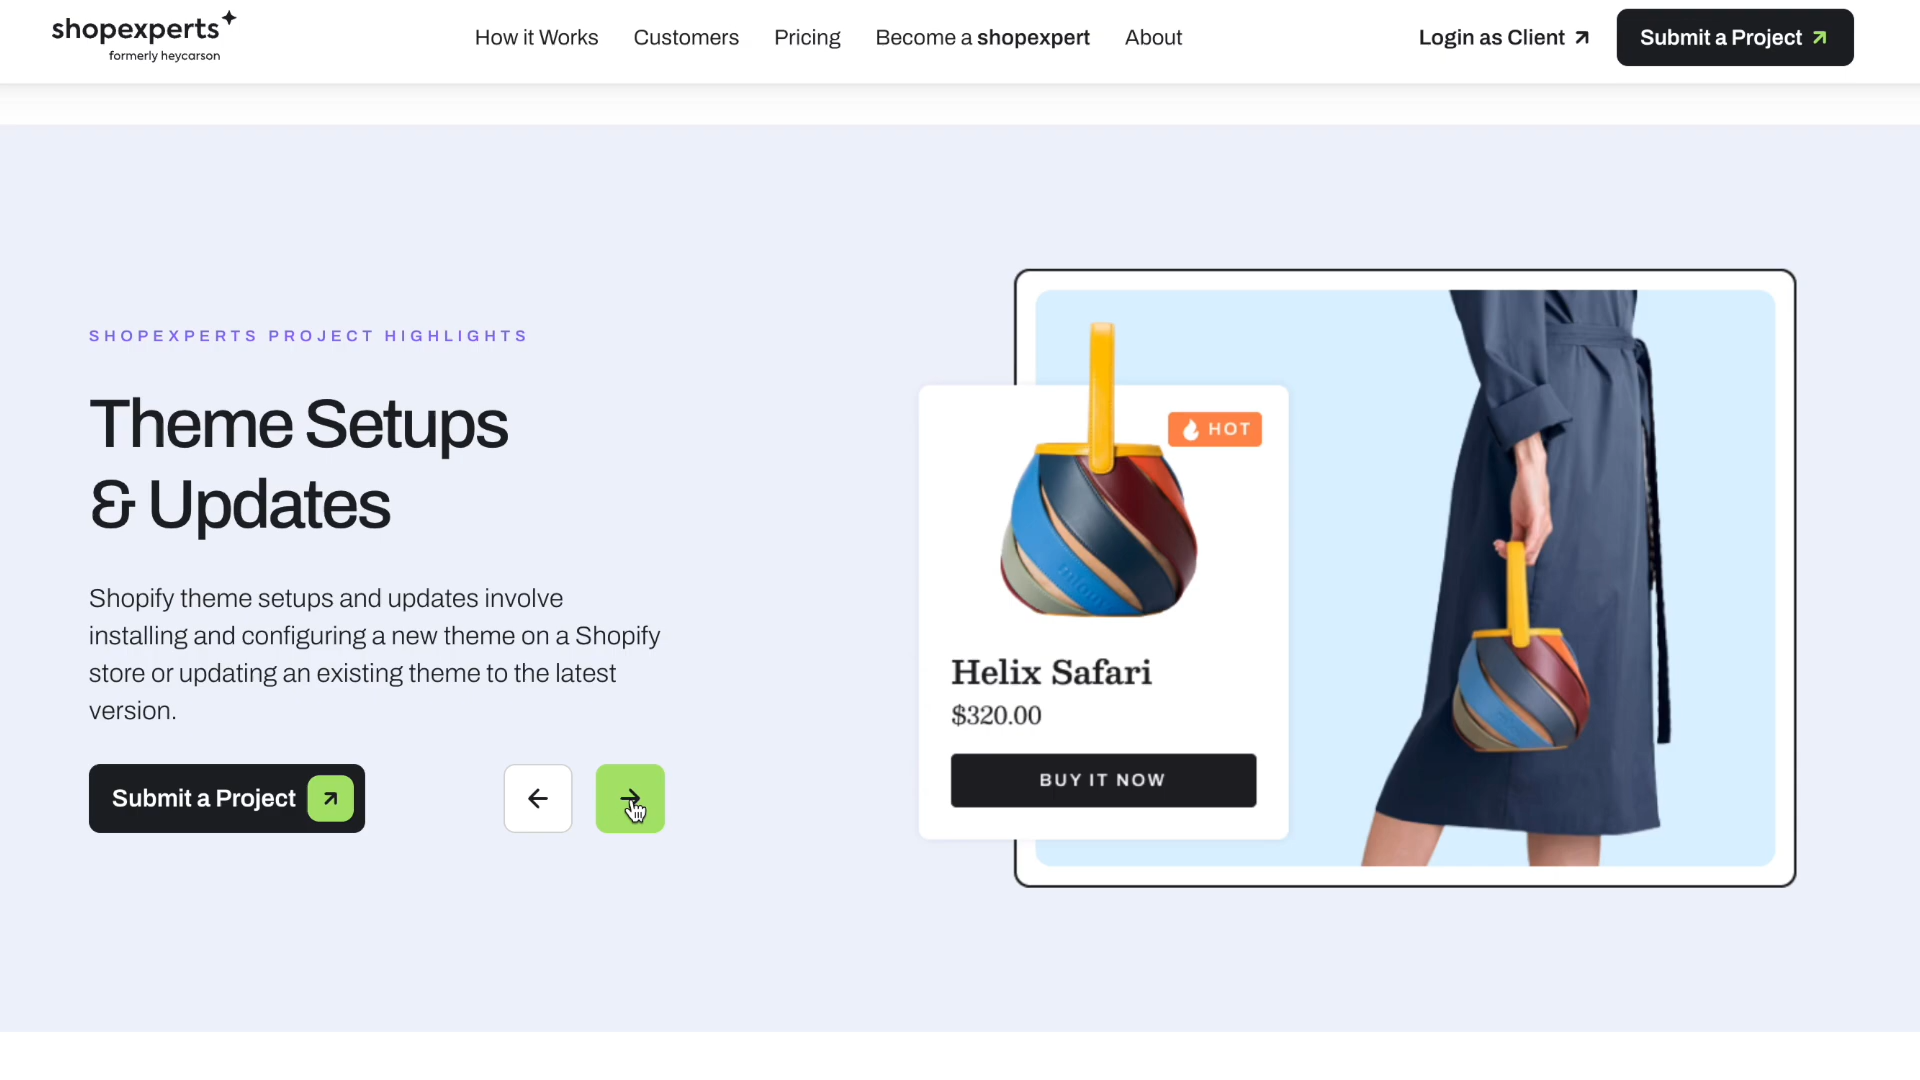 shopexperts
formerly heycarson
How it Works
Customers
Pricing
Become a shopexpert
About
Login as Client
Submit a Project
SHOPEXPERTS PROJECT HIGHLIGHTS
Theme Setups
& Updates
Shopify theme setups and updates involve
installing and configuring a new theme on a Shopify
store or updating an existing theme to the latest
version.
Submit a Project
HOT
Helix Safari
$320.00
BUY IT NOW